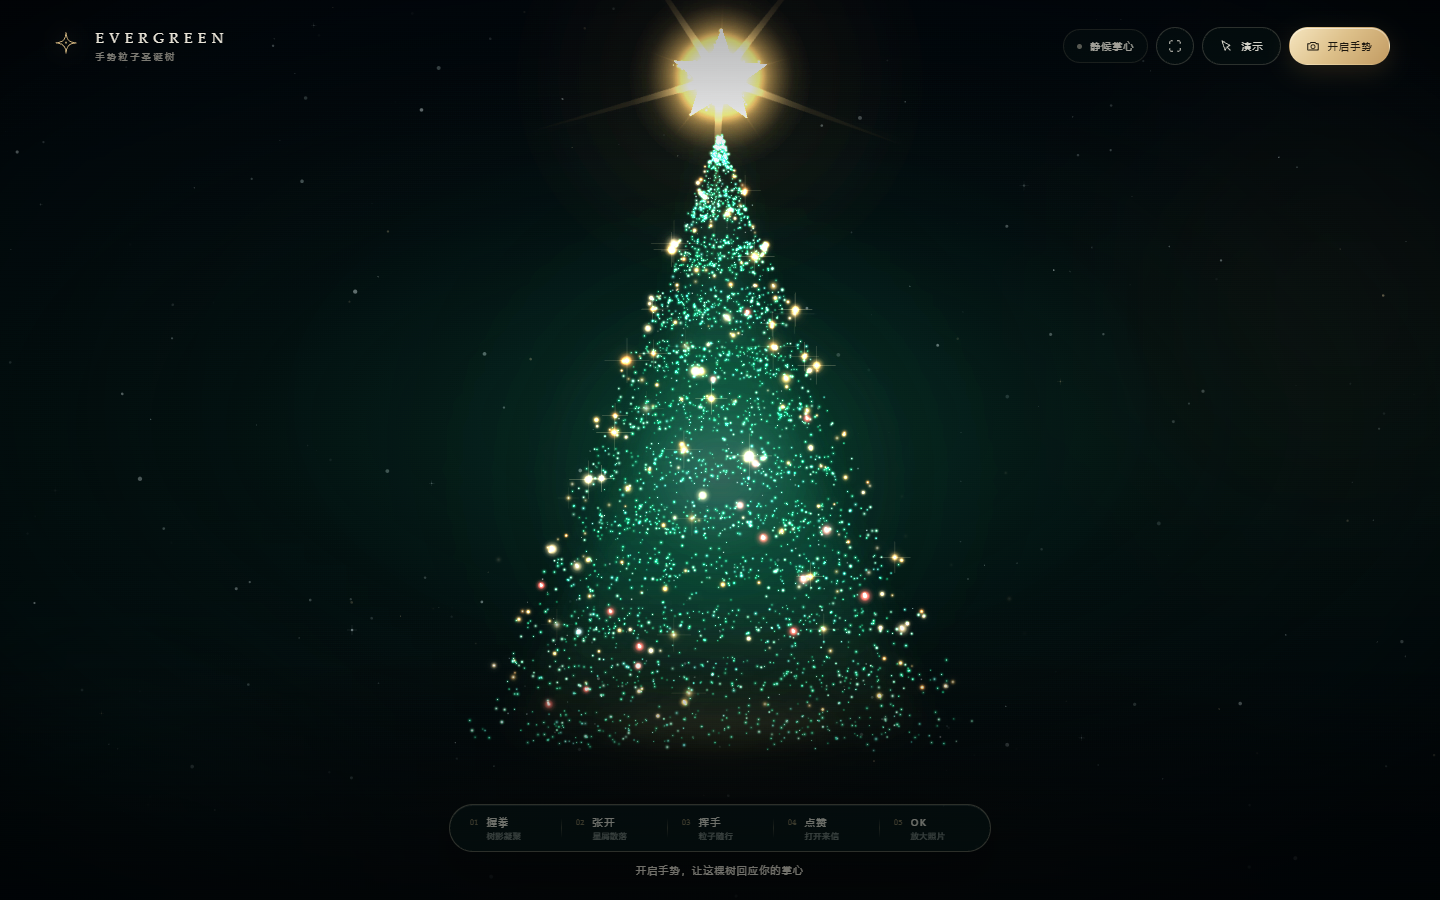 EVERGREEN
手势粒子圣诞树
静候掌心
演示
开启手势
01 握拳
树影凝聚
02 张开
星屑散落
03 挥手
粒子随行
04 点赞
打开来信
05 OK
放大照片
开启手势，让这棵树回应你的掌心